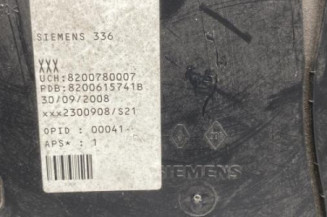 SIEMENS 336
XXX
UCH:8200780007
PDB:8200615741B
30/09/2008
xxx2300908/S21
OPID : 00041
APS* : 1
SIEMENS